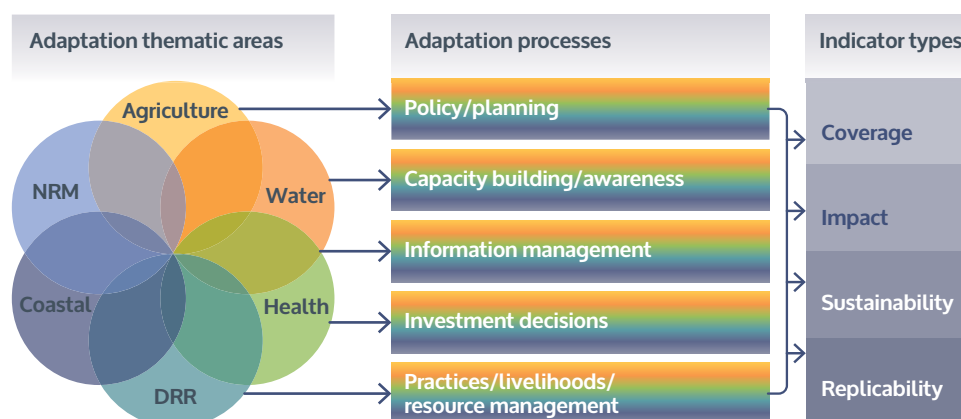 Adaptation thematic areas
Adaptation processes
Indicator types
Agriculture
Water
Health
DRR
Coastal
NRM
Policy/planning
Capacity building/awareness
Information management
Investment decisions
Practices/livelihoods/
resource management
Coverage
Impact
Sustainability
Replicability